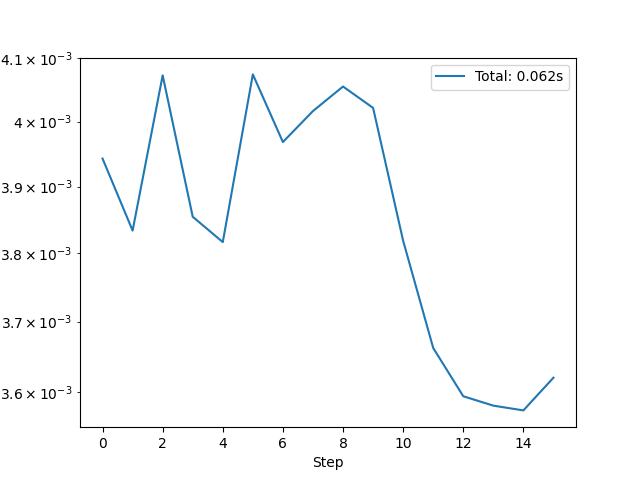 4.1 × 10⁻³
Total: 0.062s
4 × 10⁻³
3.9 × 10⁻³
3.8 × 10⁻³
3.7 × 10⁻³
3.6 × 10⁻³
0 2 4 6 8 10 12 14
Step